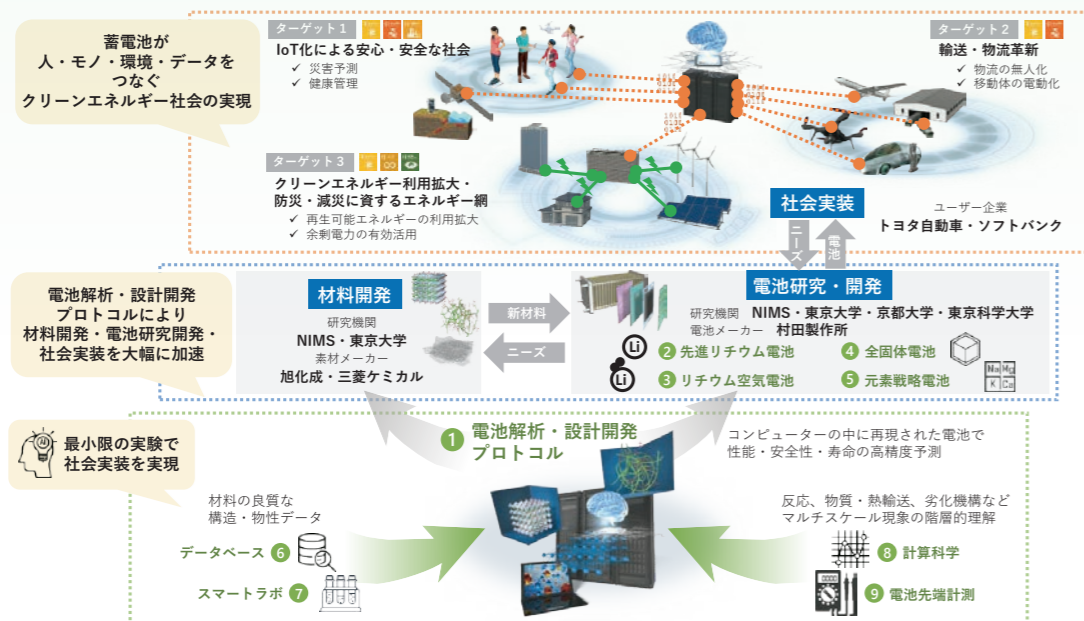 蓄電池が
人・モノ・環境・データを
つなぐ
クリーンエネルギー社会の実現
ターゲット1
IoT化による安心・安全な社会
✓ 災害予測
✓ 健康管理
ターゲット2
輸送・物流革新
✓ 物流の無人化
✓ 移動体の電動化
ターゲット3
クリーンエネルギー利用拡大・
防災・減災に資するエネルギー網
✓ 再生可能エネルギーの利用拡大
✓ 余剰電力の有効活用
社会実装
ニーズ
電池
ユーザー企業
トヨタ自動車・ソフトバンク
電池解析・設計開発
プロトコルにより
材料開発・電池研究開発・
社会実装を大幅に加速
材料開発
研究機関
NIMS・東京大学
素材メーカー
旭化成・三菱ケミカル
新材料
ニーズ
電池研究・開発
研究機関 NIMS・東京大学・京都大学・東京科学大学
電池メーカー 村田製作所
Li
2 先進リチウム電池
4 全固体電池
Li
3 リチウム空気電池
5 元素戦略電池
Na Mg
K Ca
最小限の実験で
社会実装を実現
1 電池解析・設計開発
プロトコル
コンピューターの中に再現された電池で
性能・安全性・寿命の高精度予測
材料の良質な
構造・物性データ
データベース 6
スマートラボ 7
反応、物質・熱輸送、劣化機構など
マルチスケール現象の階層的理解
8 計算科学
9 電池先端計測